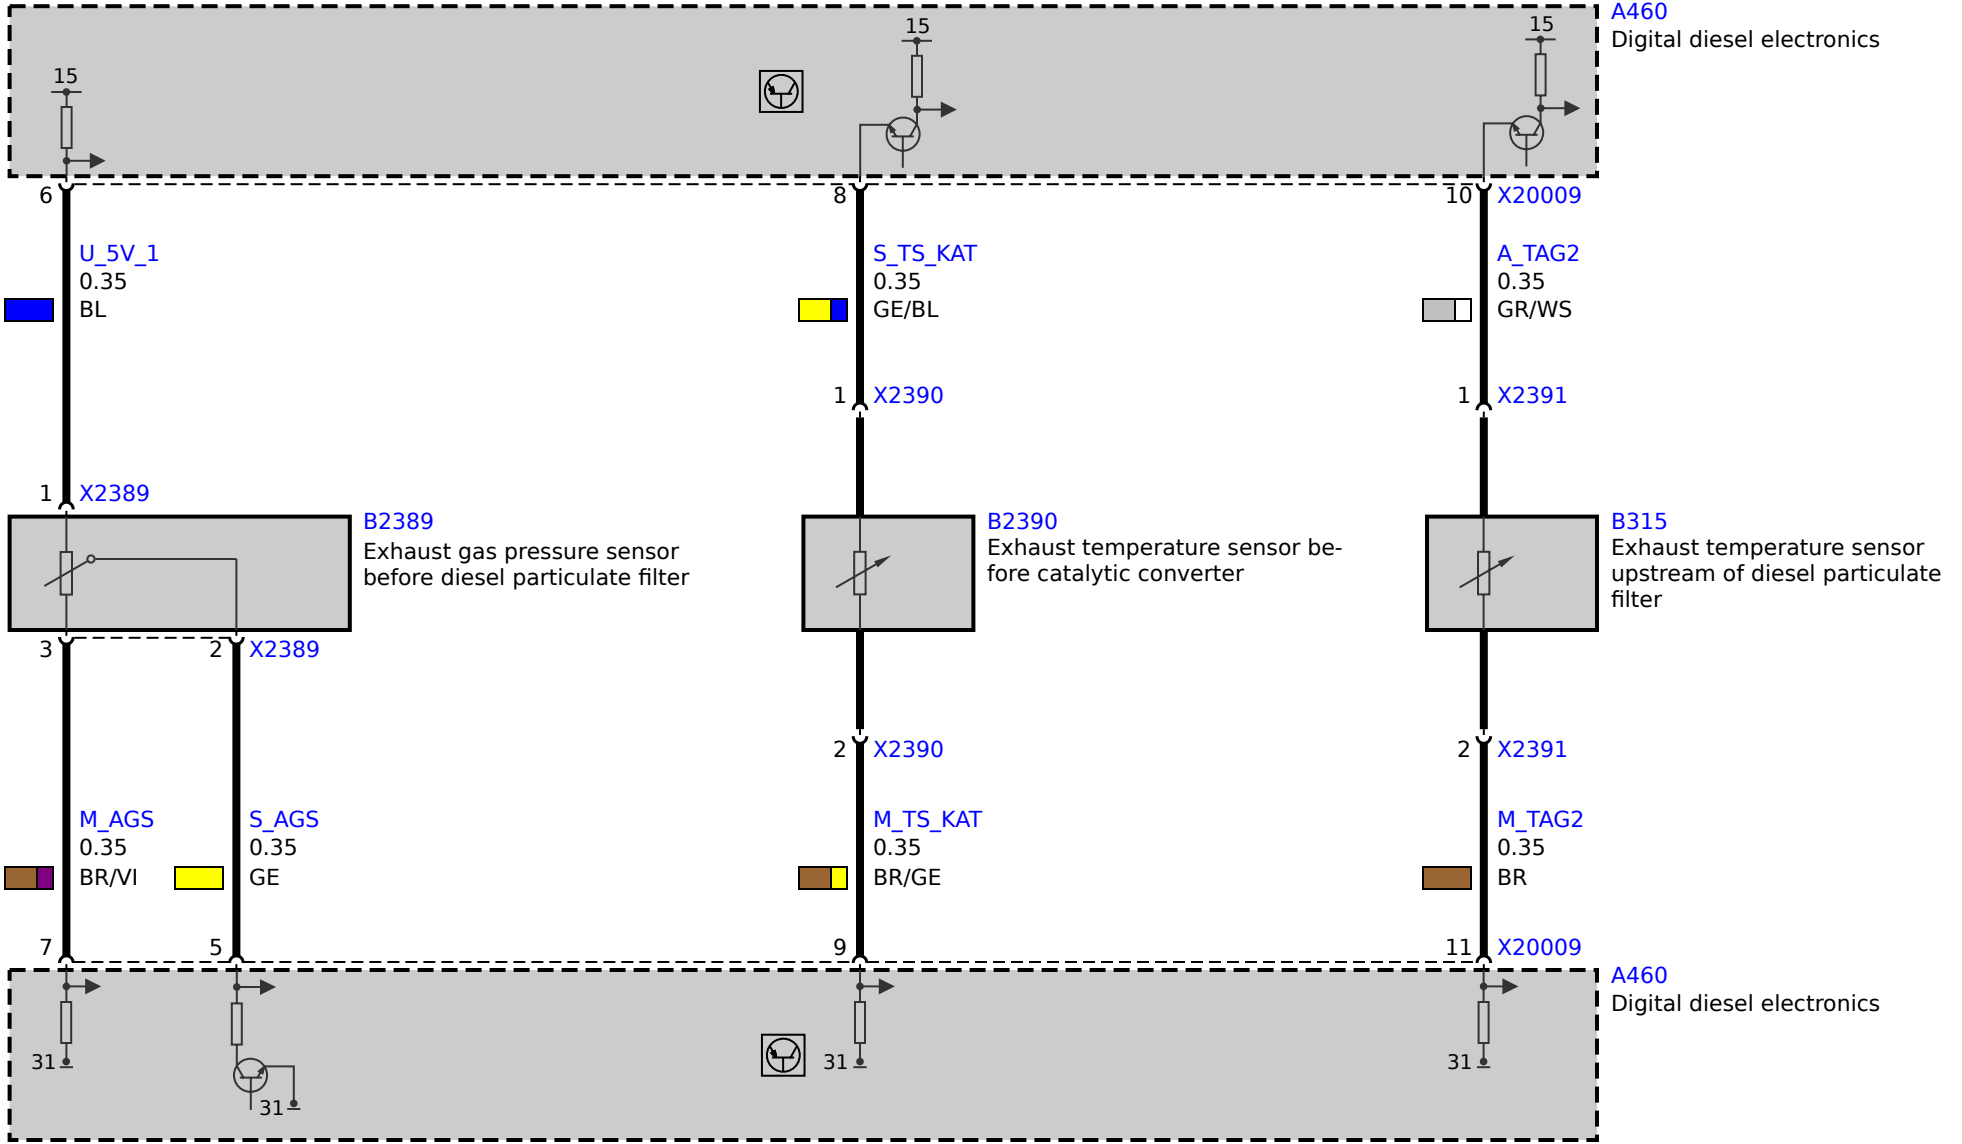 A460
Digital diesel electronics
15
15
15
6
8
10
X20009
U_5V_1
0.35
BL
S_TS_KAT
0.35
GE/BL
A_TAG2
0.35
GR/WS
1
X2390
1
X2391
1
X2389
B2389
Exhaust gas pressure sensor
before diesel particulate filter
B2390
Exhaust temperature sensor be-
fore catalytic converter
B315
Exhaust temperature sensor
upstream of diesel particulate
filter
3
2
X2389
2
X2390
2
X2391
M_AGS
0.35
BR/VI
S_AGS
0.35
GE
M_TS_KAT
0.35
BR/GE
M_TAG2
0.35
BR
7
5
9
11
X20009
A460
Digital diesel electronics
31
31
31
31